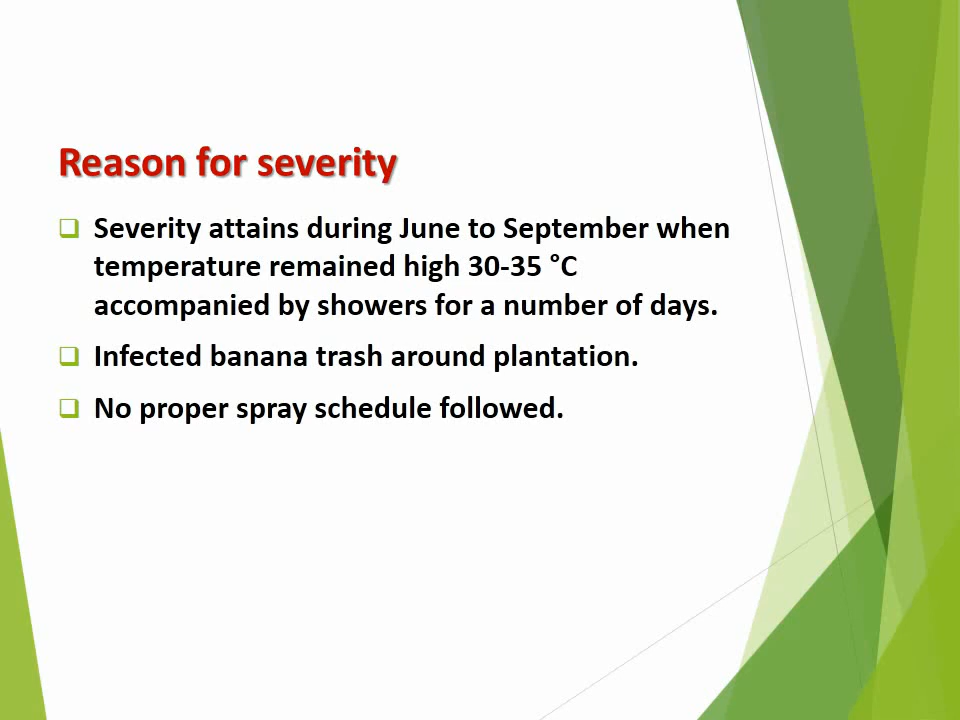 Reason for severity
Severity attains during June to September when
temperature remained high 30-35 °C
accompanied by showers for a number of days.
Infected banana trash around plantation.
No proper spray schedule followed.